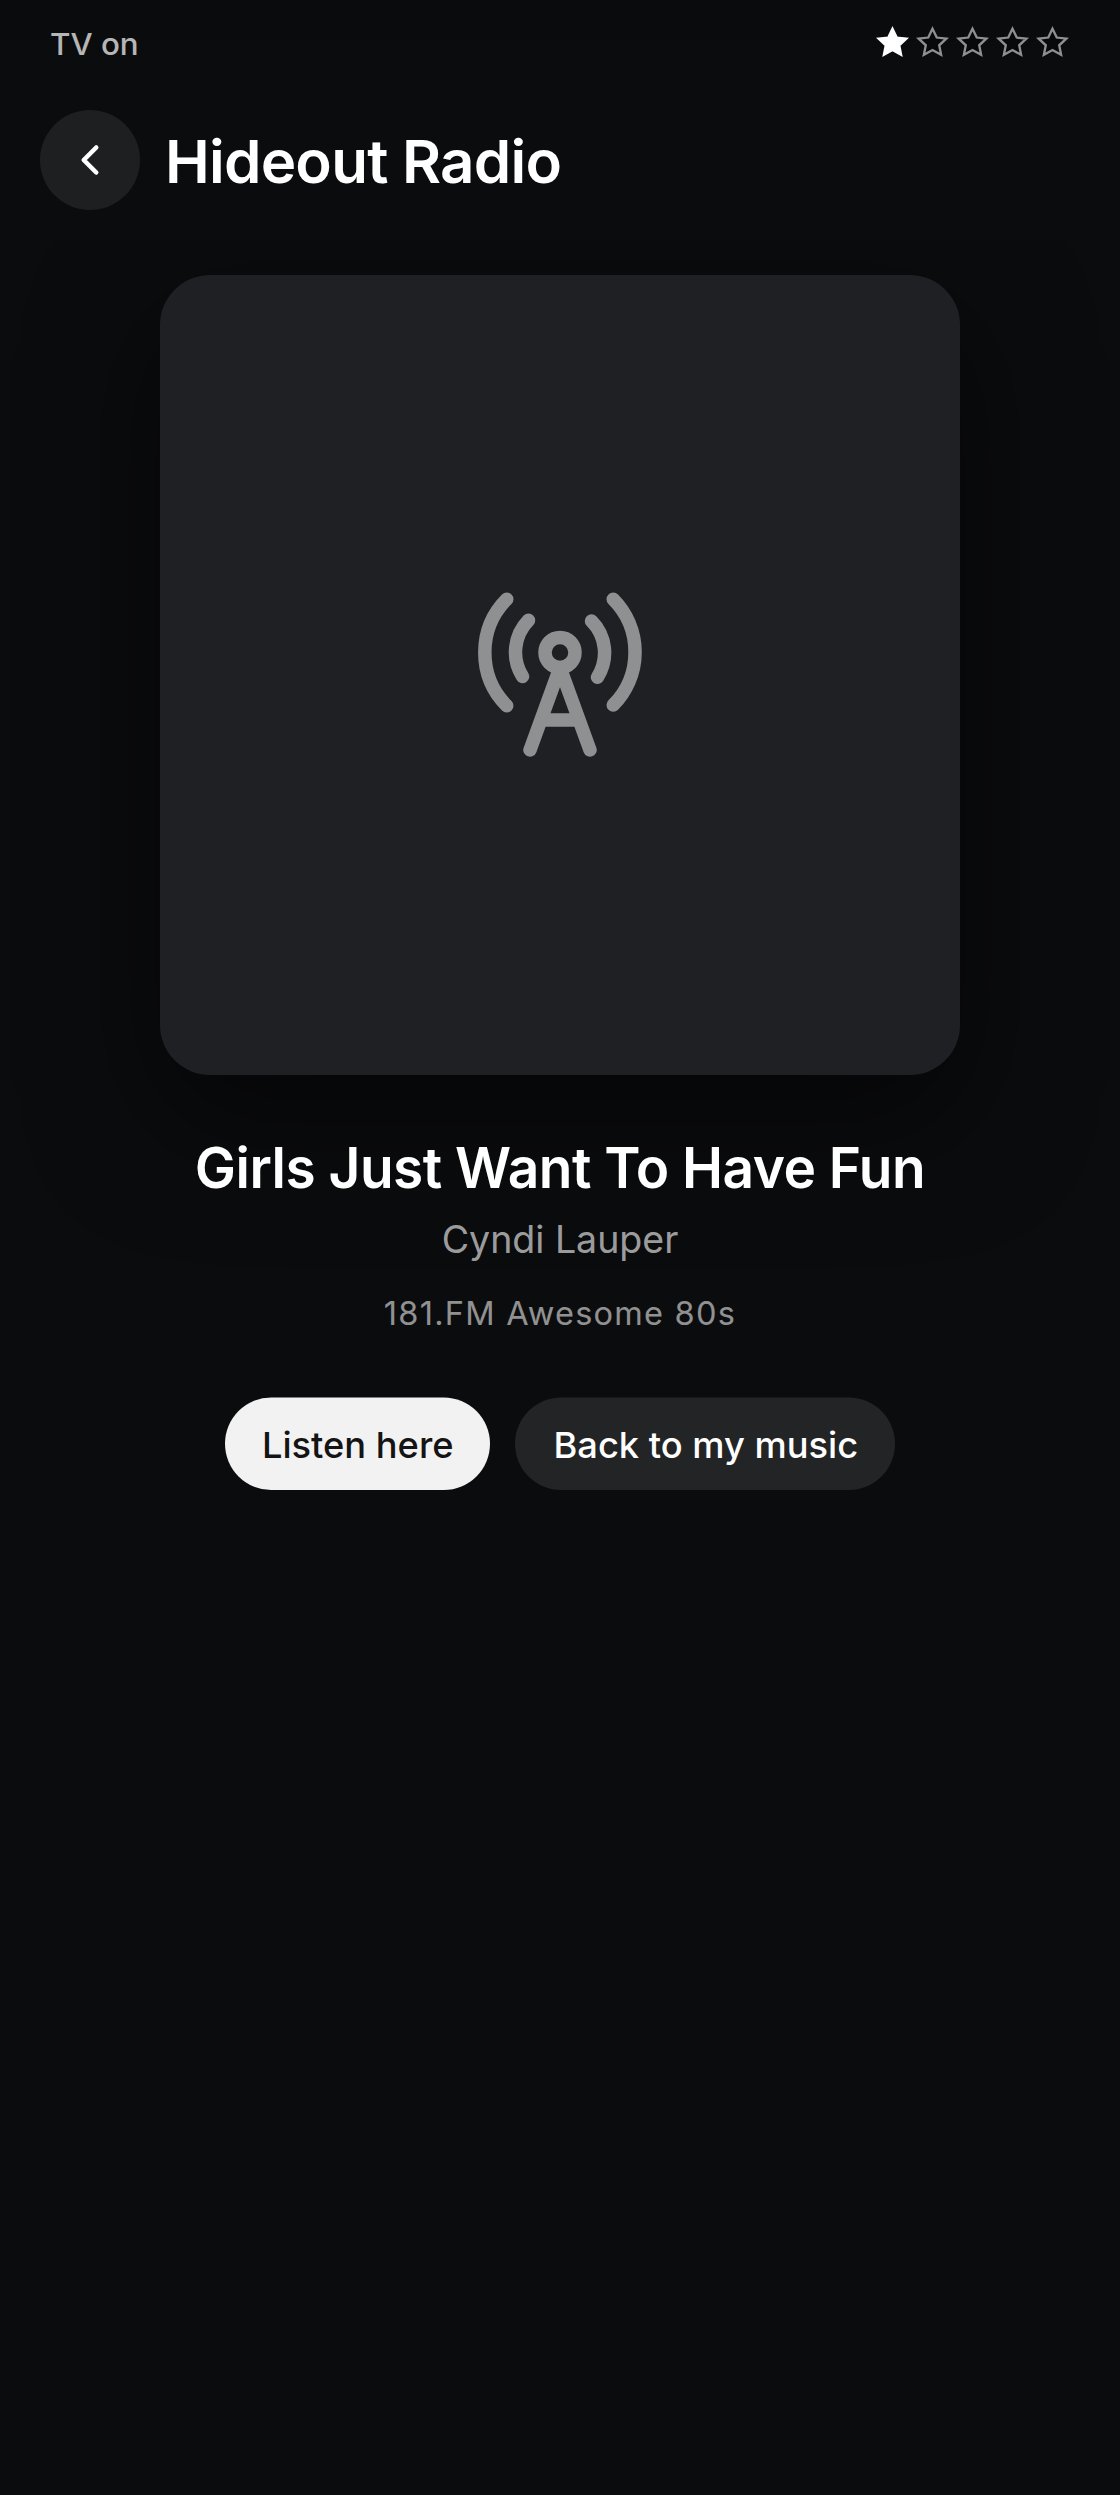 TV on
Hideout Radio
Girls Just Want To Have Fun
Cyndi Lauper
181.FM Awesome 80s
Listen here
Back to my music